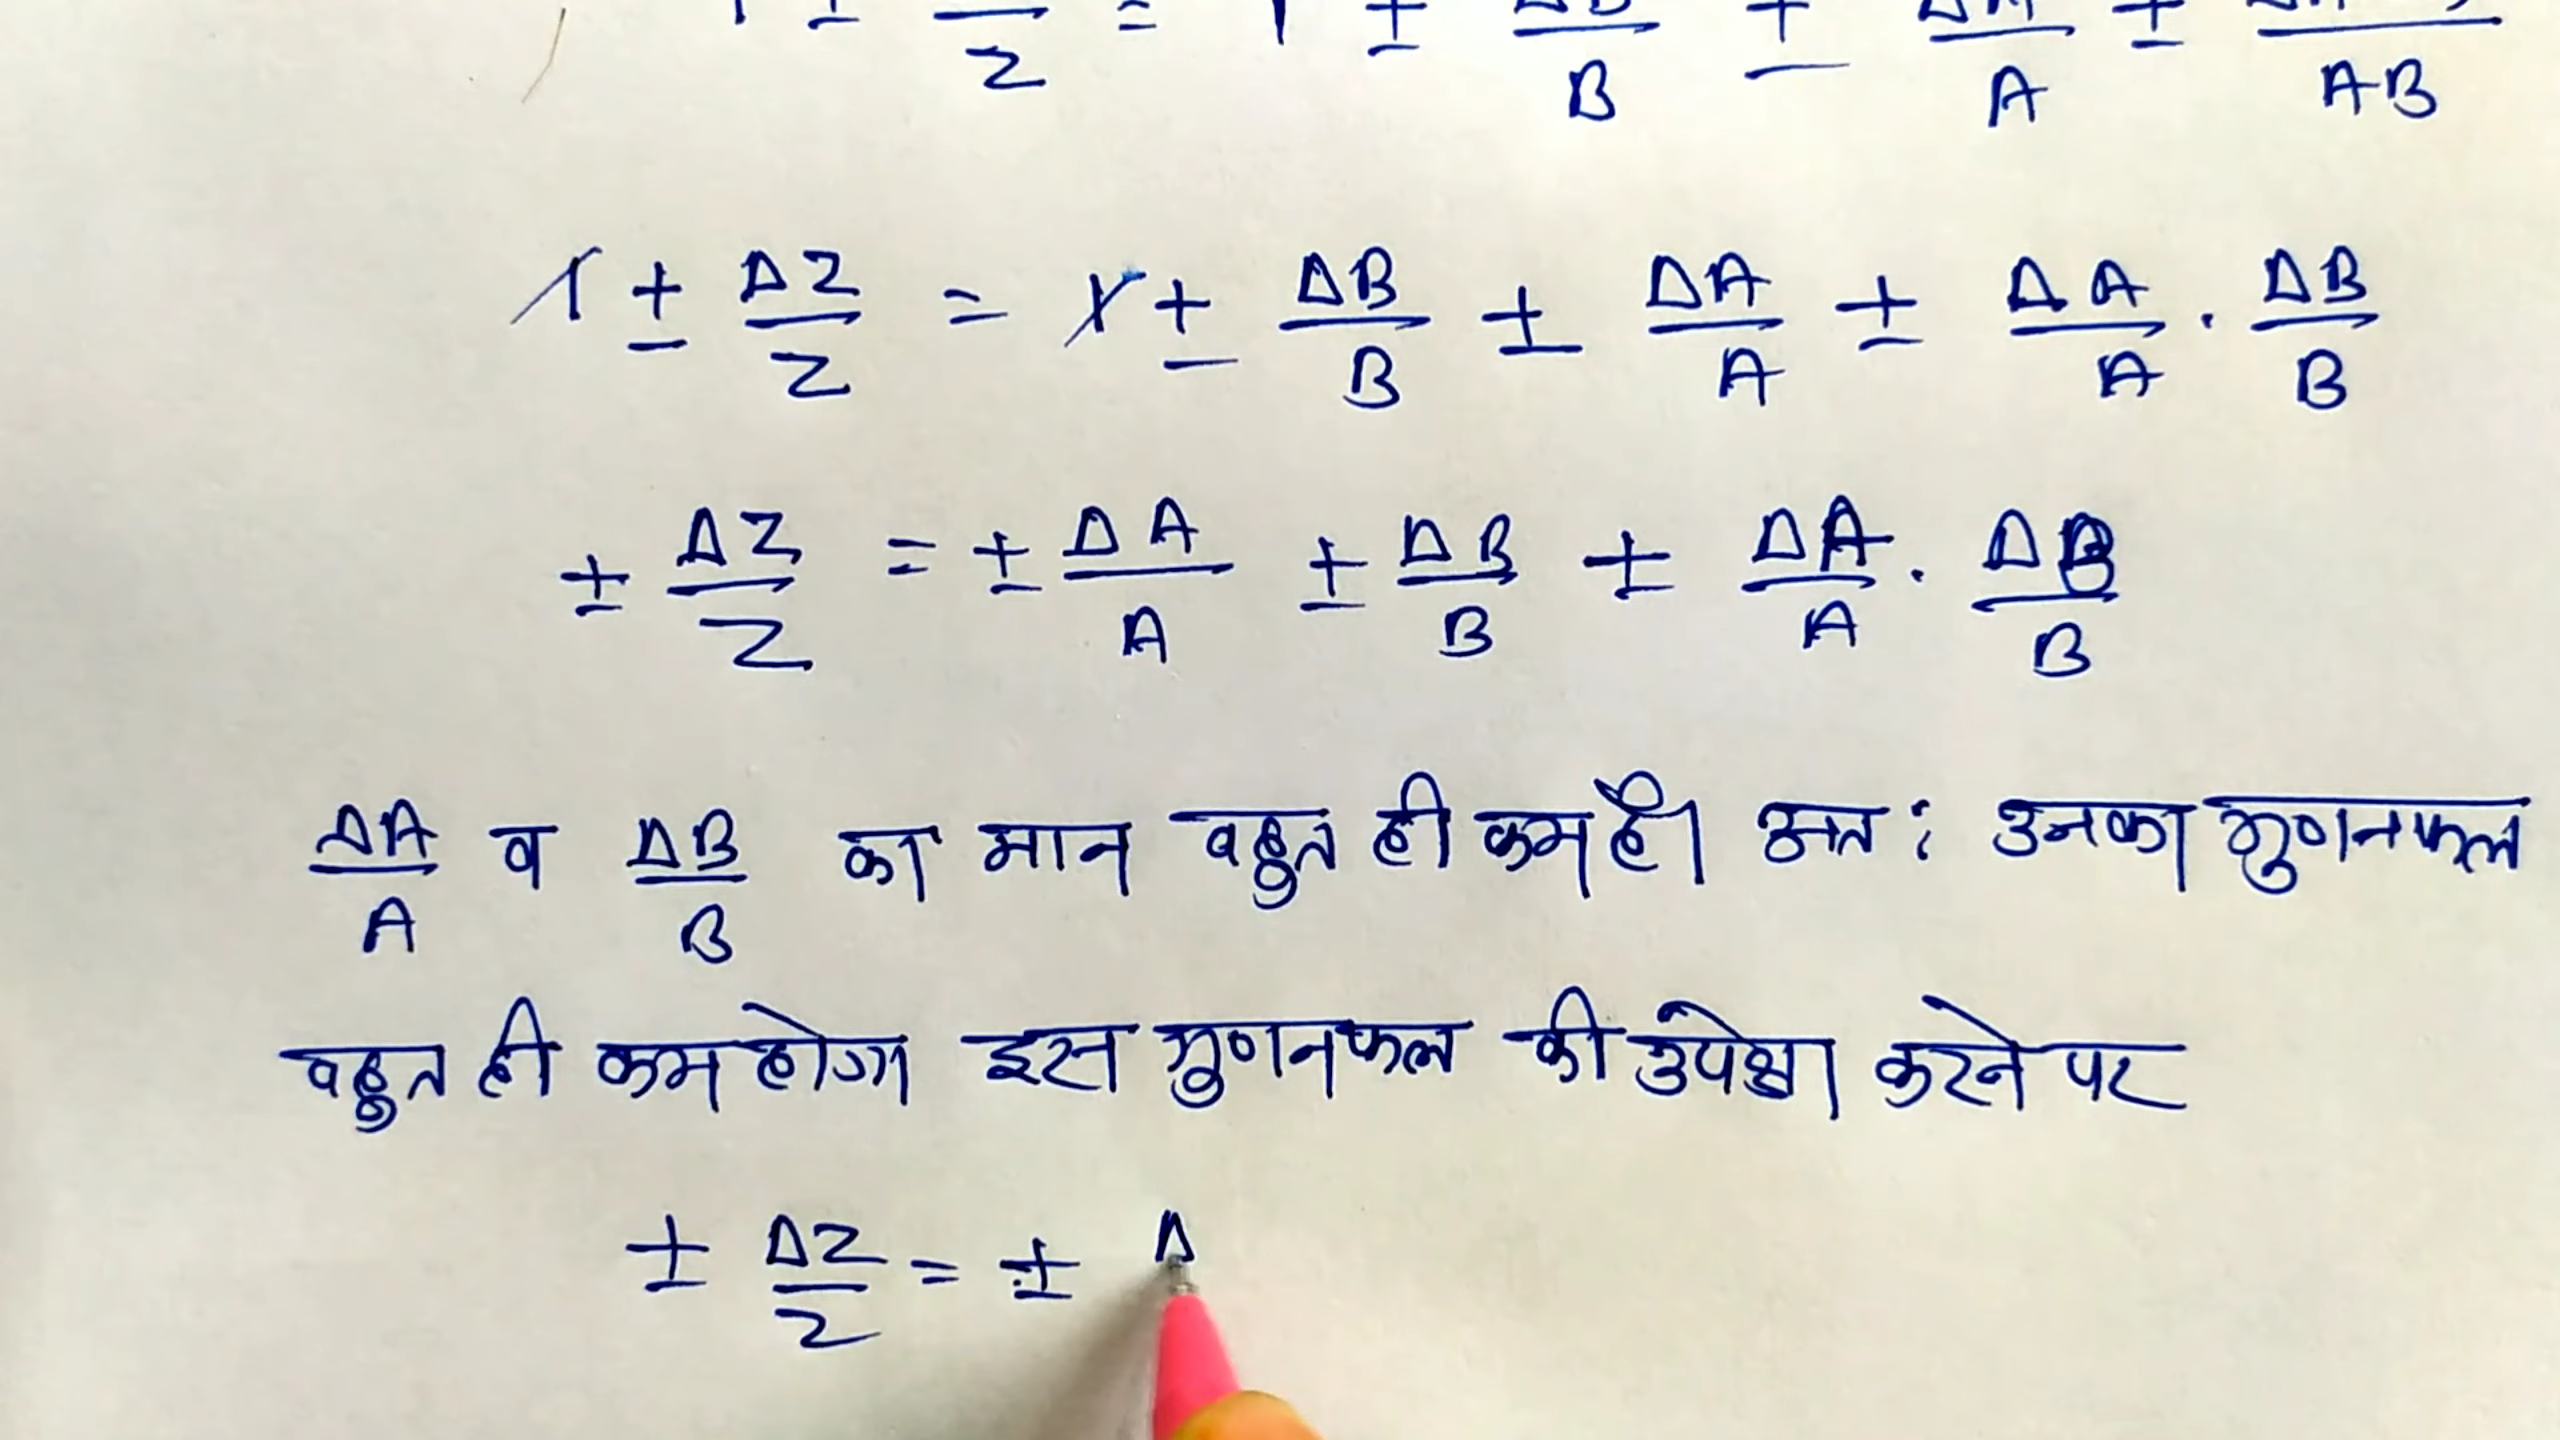 1 ± ΔZ/Z = 1 ± ΔB/B ± ΔA/A ± ΔA·ΔB/AB
1 ± ΔZ/Z = 1 ± ΔB/B ± ΔA/A ± ΔA/A . ΔB/B
± ΔZ/Z = ± ΔA/A ± ΔB/B ± ΔA/A . ΔB/B
ΔA/A व ΔB/B का मान बहुत ही कम है। अतः उनका गुणनफल
बहुत ही कम होगा इस गुणनफल की उपेक्षा करने पर
± ΔZ/Z = ± Δ